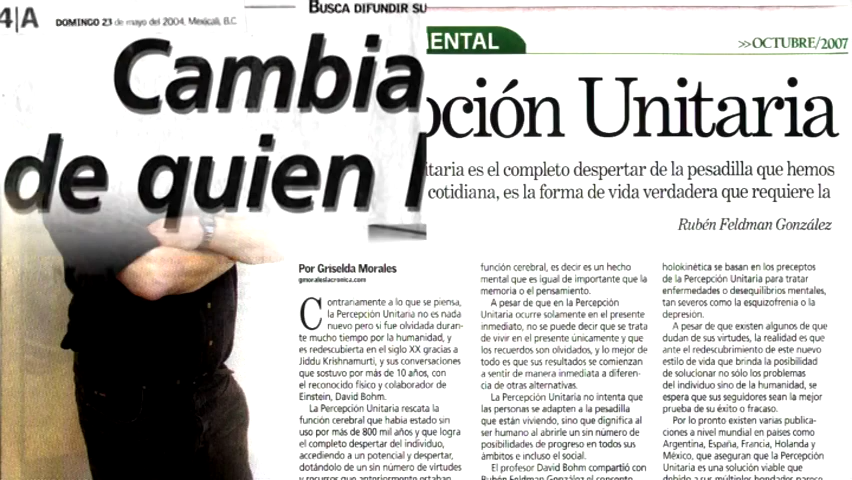 4|A DOMINGO 23 de mayo del 2004, Mexicali, B.C.
BUSCA DIFUNDIR SU
Cambia
de quien
ENTAL
>>OCTUBRE/2007
pción Unitaria
itaria es el completo despertar de la pesadilla que hemos
cotidiana, es la forma de vida verdadera que requiere la
Rubén Feldman González
Por Griselda Morales
gmoraleslacronica.com
Contrariamente a lo que se piensa,
la Percepción Unitaria no es nada
nuevo pero si fue olvidada duran-
te mucho tiempo por la humanidad, y
es redescubierta en el siglo XX gracias a
Jiddu Krishnamurti, y sus conversaciones
que sostuvo por más de 10 años, con
el reconocido físico y colaborador de
Einstein, David Bohm.
La Percepción Unitaria rescata la
función cerebral que había estado sin
uso por más de 800 mil años y que logra
el completo despertar del individuo,
accediendo a un potencial y despertar,
dotándolo de un sin número de virtudes
y recursos que anteriormente estaban
función cerebral, es decir es un hecho
mental que es igual de importante que la
memoria o el pensamiento.
A pesar de que en la Percepción
Unitaria ocurre solamente en el presente
inmediato, no se puede decir que se trata
de vivir en el presente únicamente y que
los recuerdos son olvidados, y lo mejor de
todo es que sus resultados se comienzan
a sentir de manera inmediata a diferen-
cia de otras alternativas.
La Percepción Unitaria no intenta que
las personas se adapten a la pesadilla
que están viviendo, sino que dignifica al
ser humano al abrirle un sin número de
posibilidades de progreso en todos sus
ámbitos e incluso el social.
El profesor David Bohm compartió con
Rubén Feldman González el concepto
holokinética se basan en los preceptos
de la Percepción Unitaria para tratar
enfermedades o desequilibrios mentales,
tan severos como la esquizofrenia o la
depresión.
A pesar de que existen algunos de que
dudan de sus virtudes, la realidad es que
ante el redescubrimiento de este nuevo
estilo de vida que brinda la posibilidad
de solucionar no sólo los problemas
del individuo sino de la humanidad, se
espera que sus seguidores sean la mejor
prueba de su éxito o fracaso.
Por lo pronto existen varias publica-
ciones a nivel mundial en países como
Argentina, España, Francia, Holanda y
México, que aseguran que la Percepción
Unitaria es una solución viable que
debido a sus múltiples bondades parece